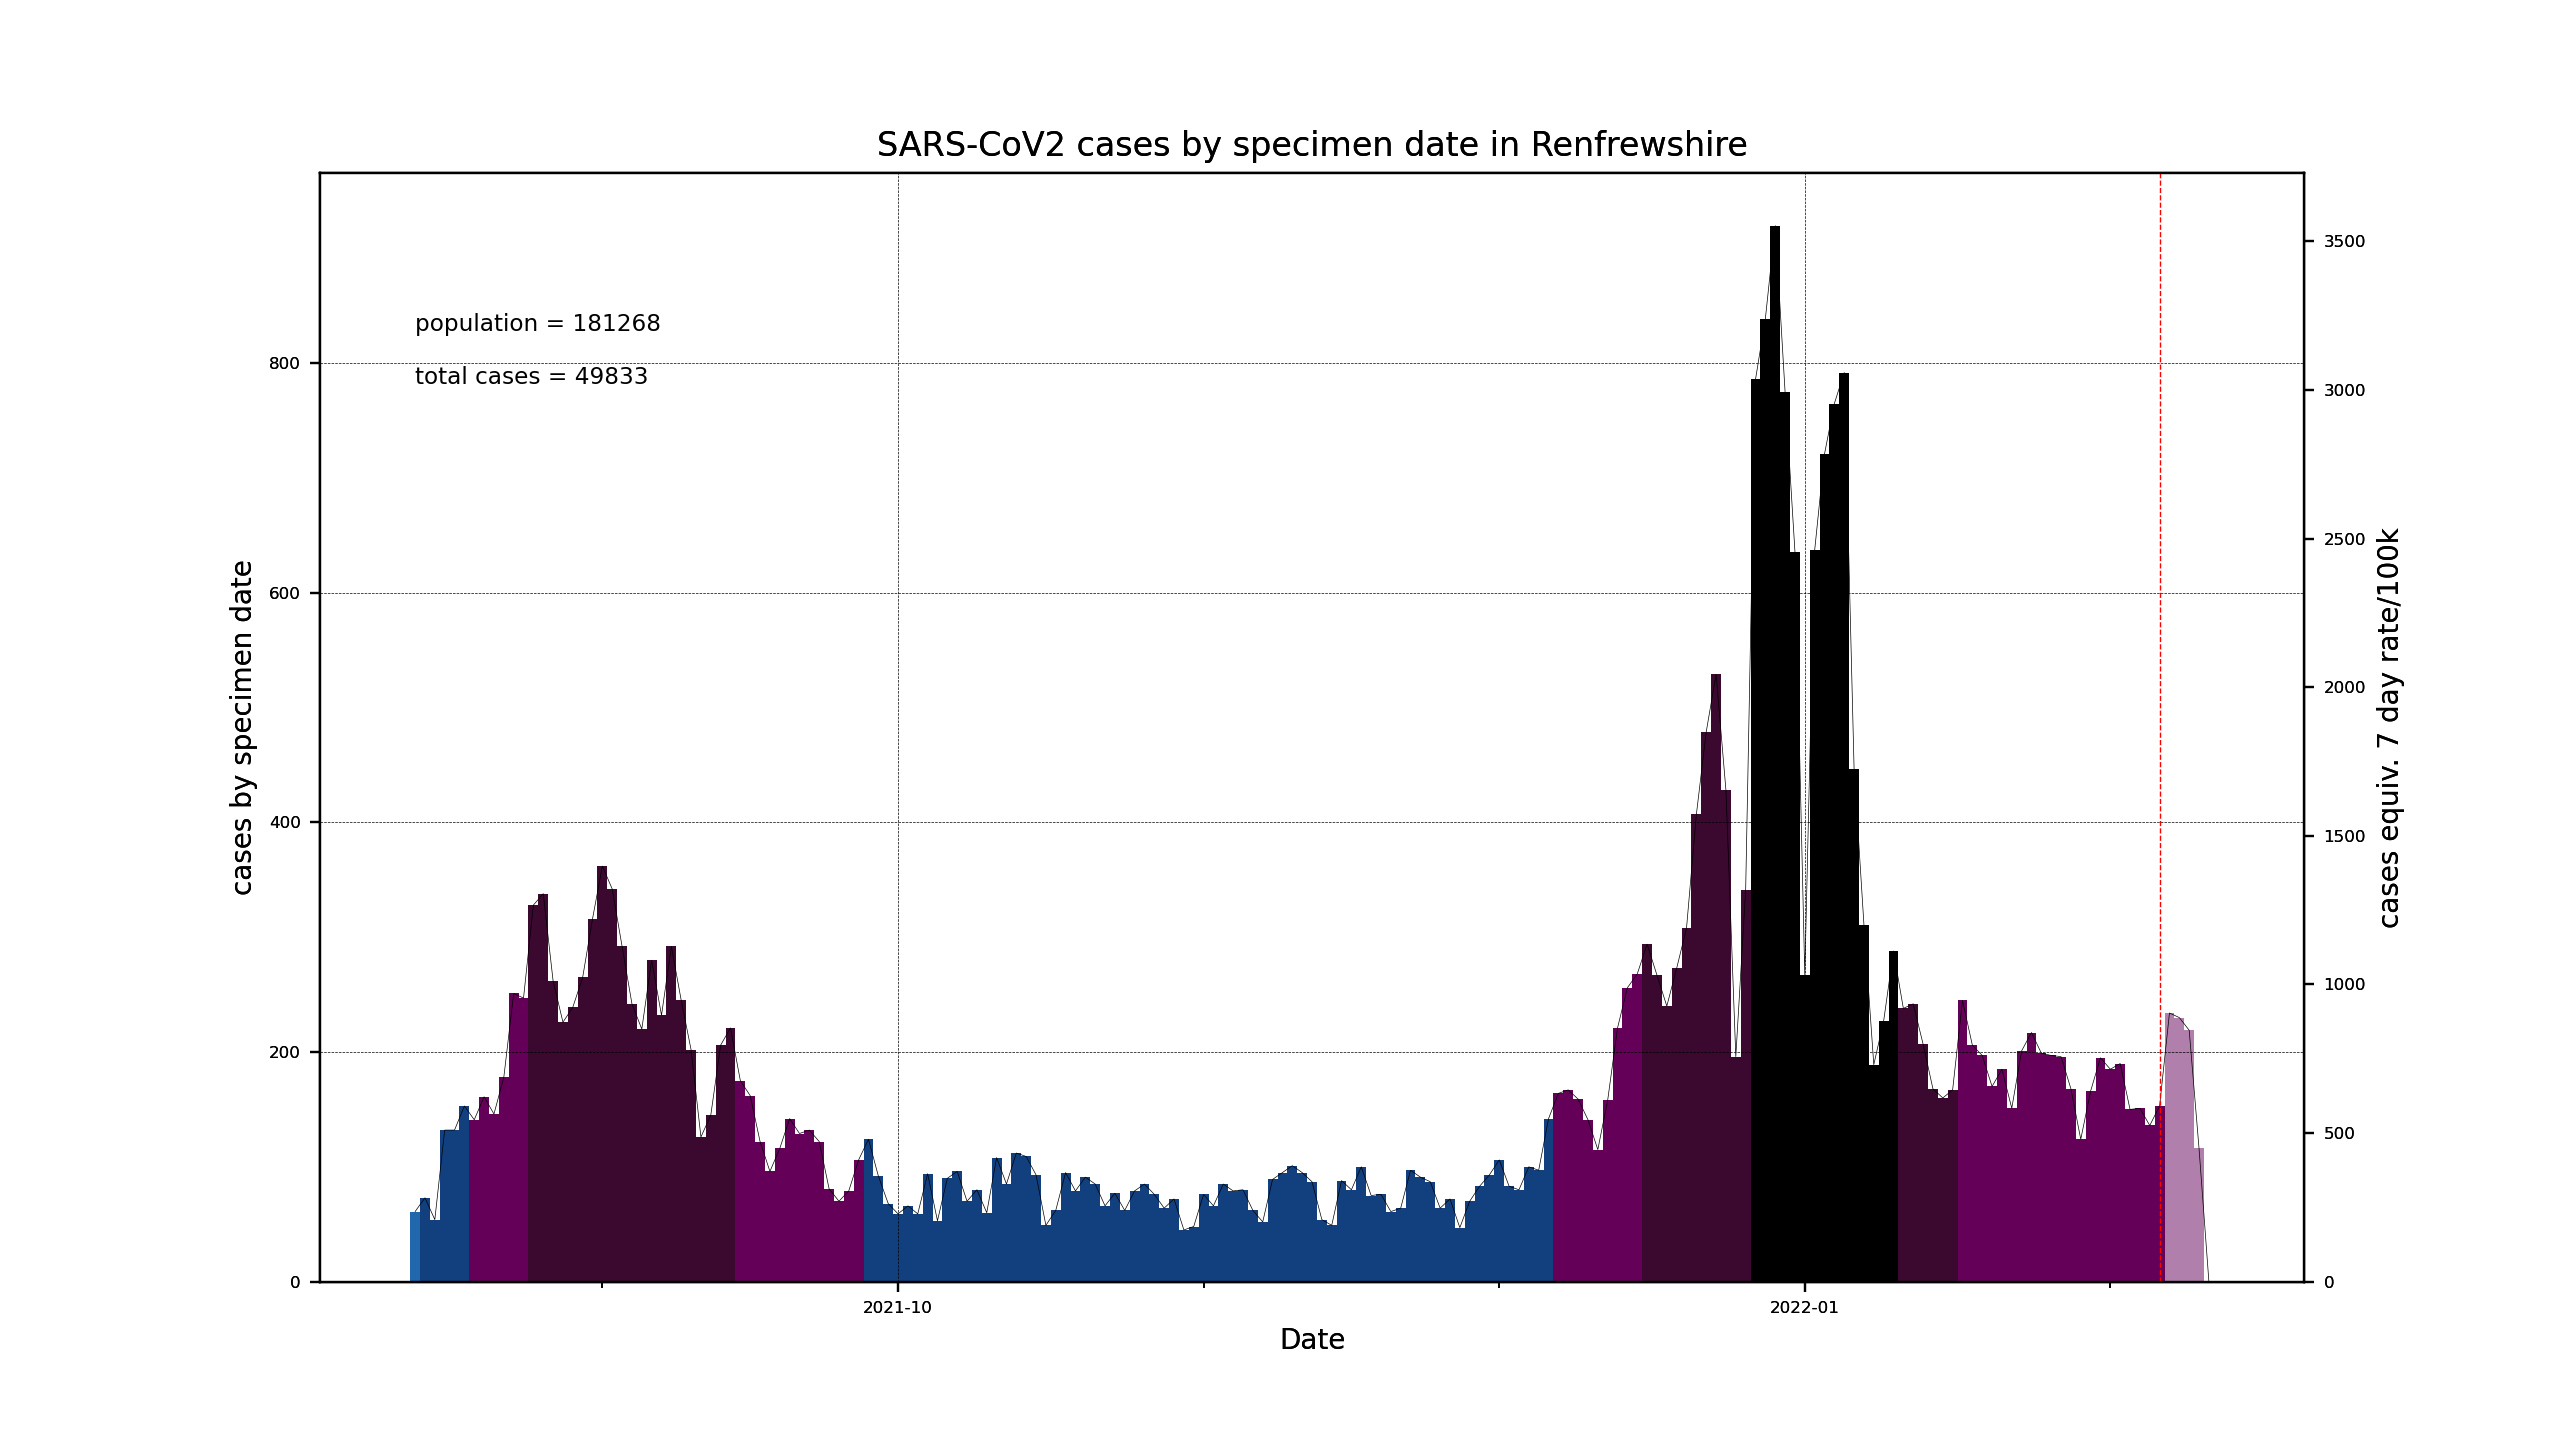 SARS-CoV2 cases by specimen date in Renfrewshire
population = 181268
total cases = 49833
cases by specimen date
800
600
400
200
0
3500
3000
2500
2000
1500
1000
500
0
cases equiv. 7 day rate/100k
2021-10
2022-01
Date